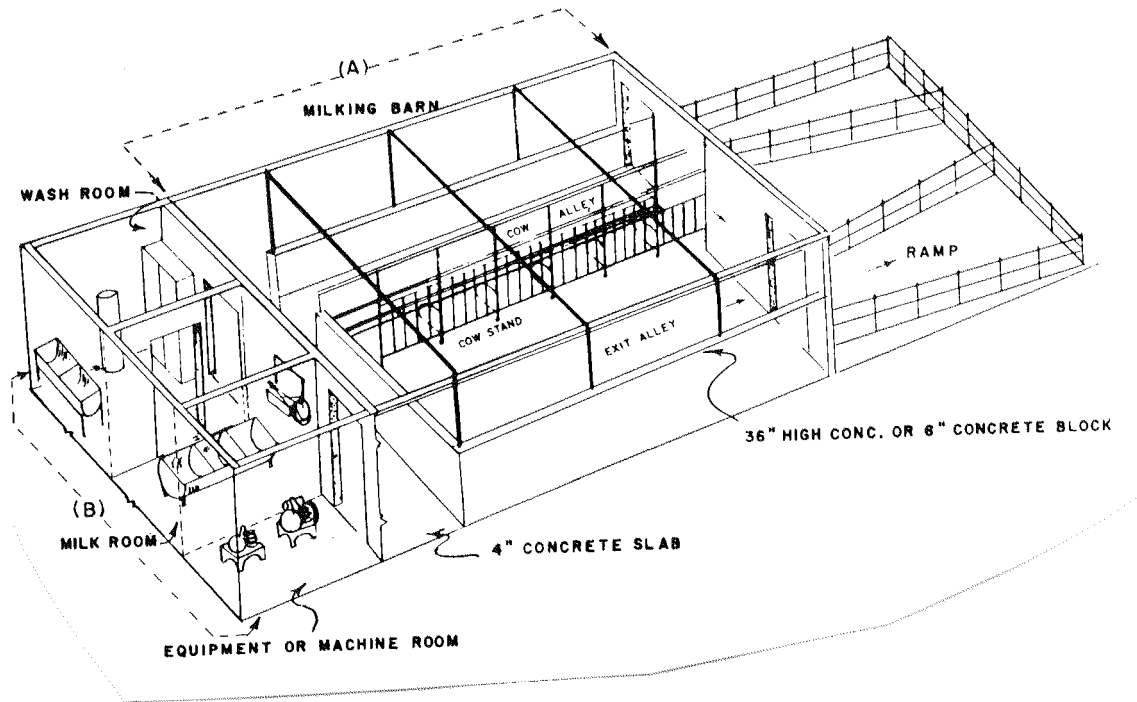 (A)
MILKING BARN
WASH ROOM
COW ALLEY
RAMP
COW STAND
EXIT ALLEY
36" HIGH CONC. OR 6" CONCRETE BLOCK
(B)
MILK ROOM
4" CONCRETE SLAB
EQUIPMENT OR MACHINE ROOM